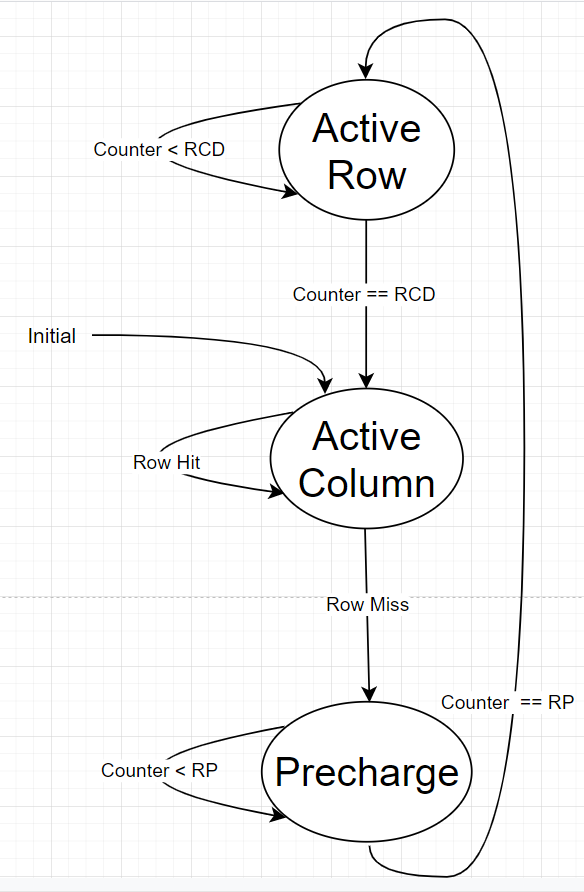 Active
Row
Counter < RCD
Counter == RCD
Initial
Active
Column
Row Hit
Row Miss
Counter == RP
Precharge
Counter < RP